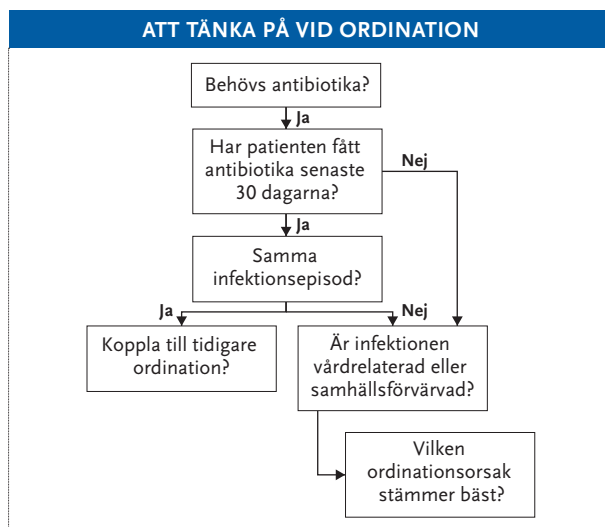 ATT TÄNKA PÅ VID ORDINATION
Behövs antibiotika?
Ja
Har patienten fått
antibiotika senaste
30 dagarna?
Nej
Ja
Samma
infektionsepisod?
Ja
Nej
Koppla till tidigare
ordination?
Är infektionen
vårdrelaterad eller
samhällsförvärvad?
Vilken
ordinationsorsak
stämmer bäst?